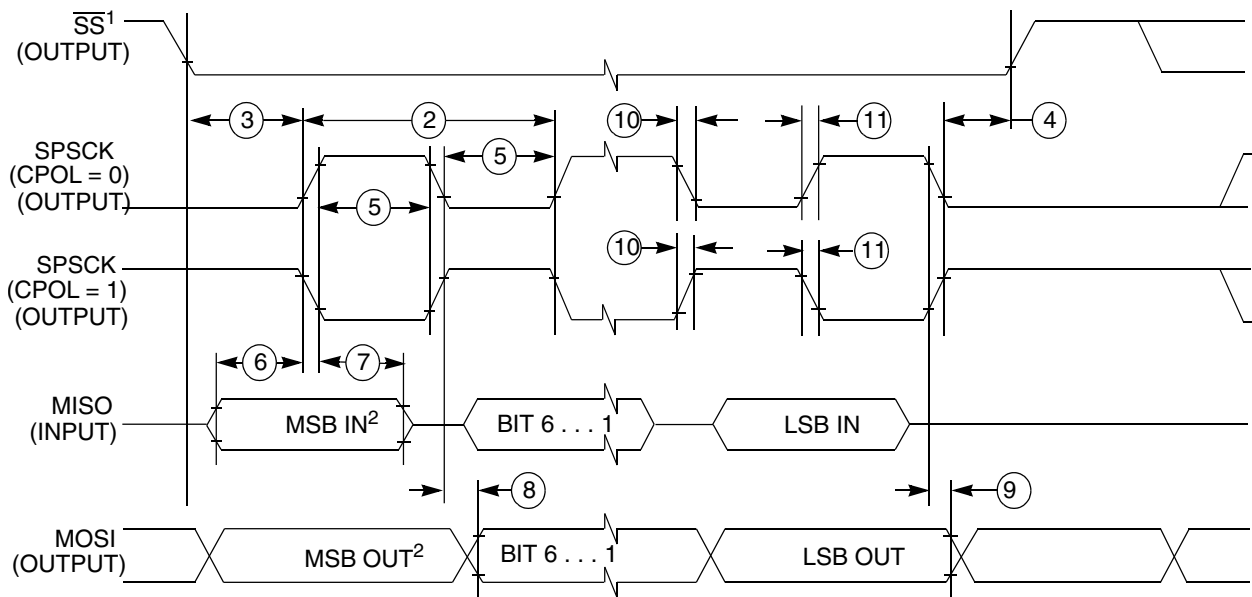 SS¹
(OUTPUT)
3
2
10
11
4
SPSCK
(CPOL = 0)
(OUTPUT)
5
5
SPSCK
(CPOL = 1)
(OUTPUT)
10
11
6
7
MISO
(INPUT)
MSB IN²
BIT 6 . . . 1
LSB IN
8
9
MOSI
(OUTPUT)
MSB OUT²
BIT 6 . . . 1
LSB OUT